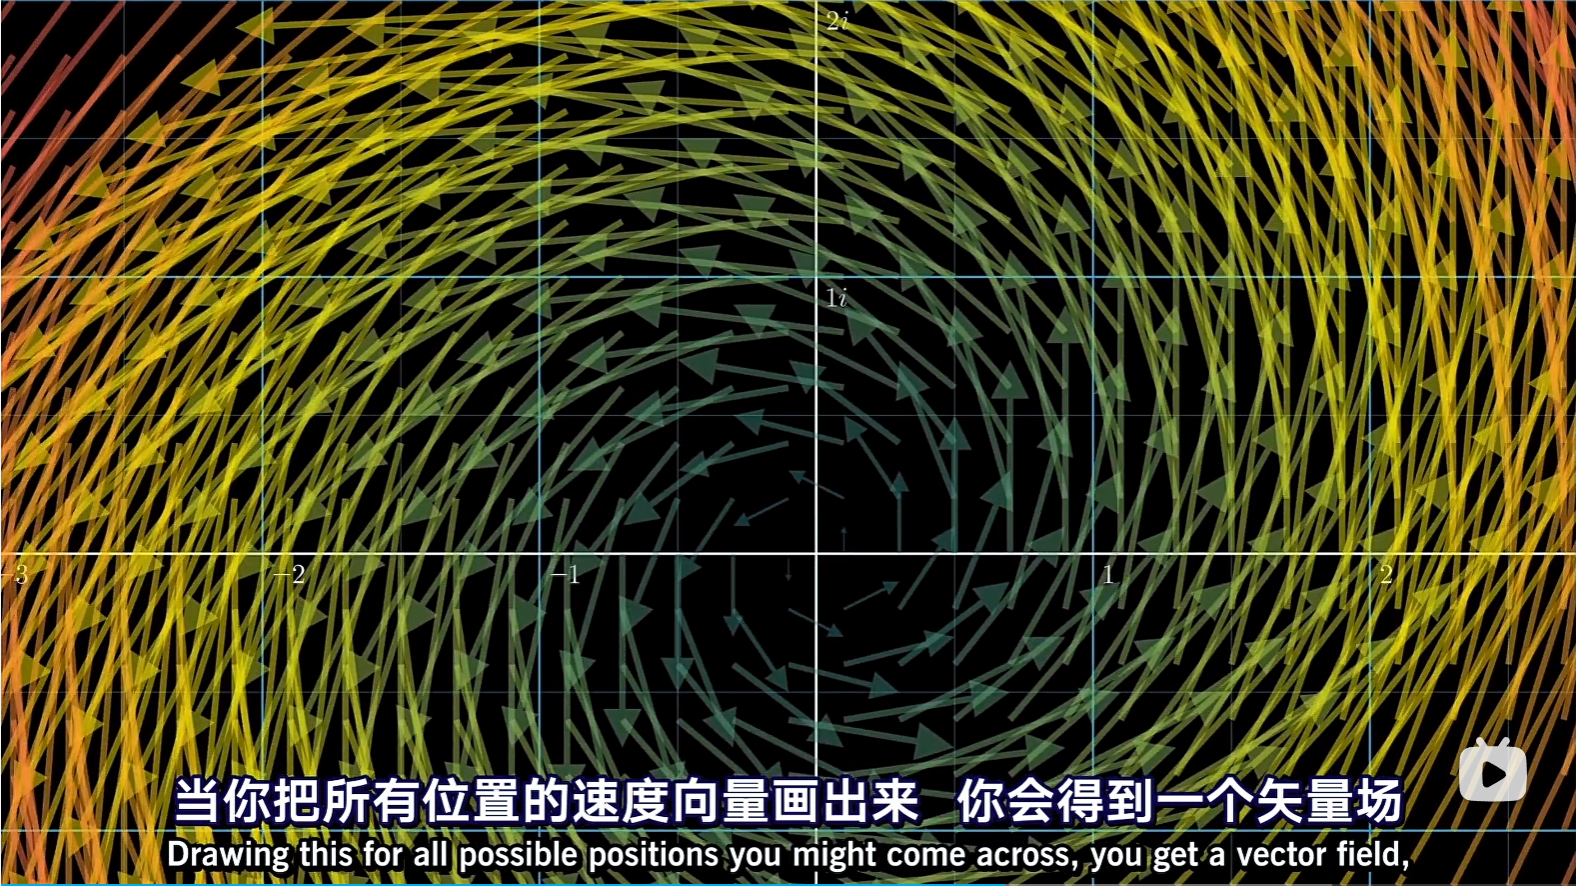 2i
1i
−3 −2 −1 1 2
当你把所有位置的速度向量画出来 你会得到一个矢量场
Drawing this for all possible positions you might come across, you get a vector field,